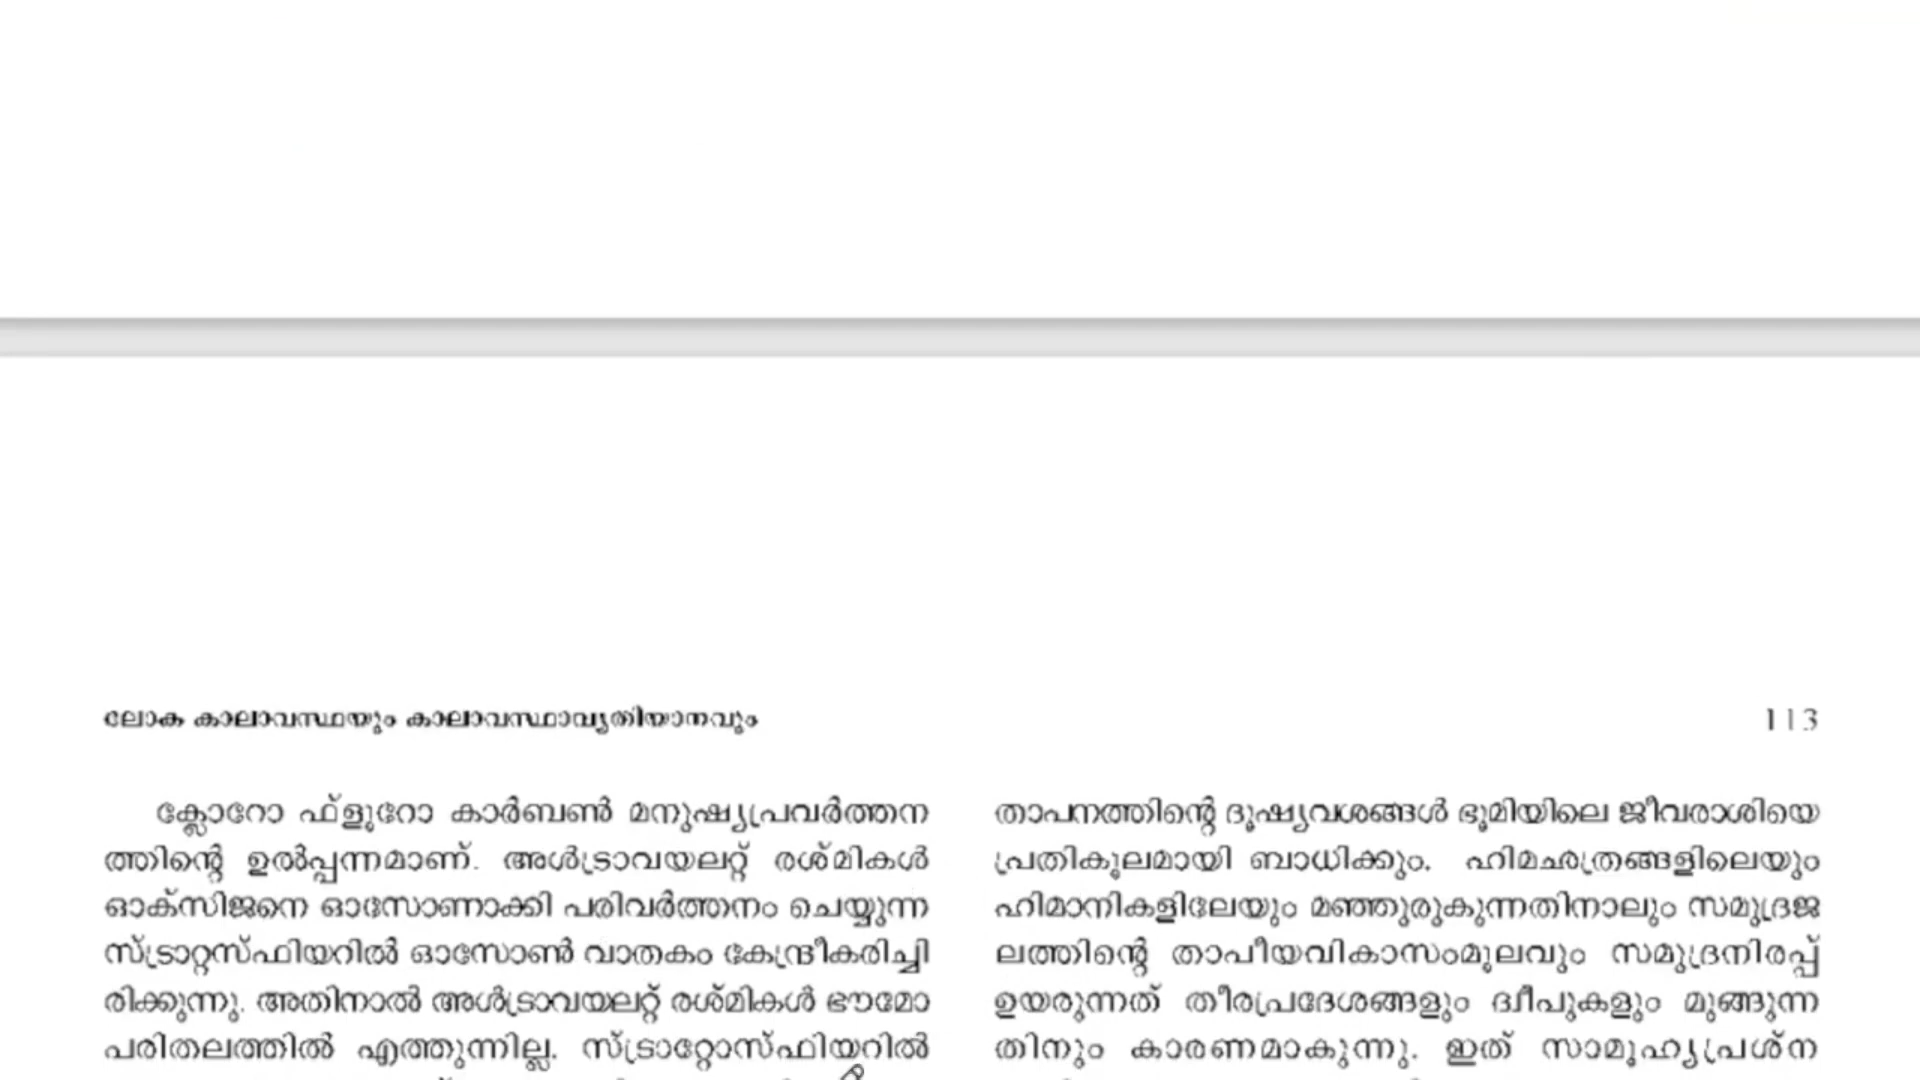 ലോക കാലാവസ്ഥയും കാലാവസ്ഥാവ്യതിയാനവും
113
ക്ലോറോ ഫ്ളൂറോ കാർബൺ മനുഷ്യപ്രവർത്തന
ത്തിന്റെ ഉൽപ്പന്നമാണ്. അൾട്രാവയലറ്റ് രശ്മികൾ
ഓക്സിജനെ ഓസോണാക്കി പരിവർത്തനം ചെയ്യുന്ന
സ്ട്രാറ്റസ്ഫിയറിൽ ഓസോൺ വാതകം കേന്ദ്രീകരിച്ചി
രിക്കുന്നു. അതിനാൽ അൾട്രാവയലറ്റ് രശ്മികൾ ഭൗമോ
പരിതലത്തിൽ എത്തുന്നില്ല. സ്ട്രാറ്റോസ്ഫിയറിൽ
താപനത്തിന്റെ ദൂഷ്യവശങ്ങൾ ഭൂമിയിലെ ജീവരാശിയെ
പ്രതികൂലമായി ബാധിക്കും. ഹിമഛത്രങ്ങളിലെയും
ഹിമാനികളിലേയും മഞ്ഞുരുകുന്നതിനാലും സമുദ്രജ
ലത്തിന്റെ താപീയവികാസംമൂലവും സമുദ്രനിരപ്പ്
ഉയരുന്നത് തീരപ്രദേശങ്ങളും ദ്വീപുകളും മുങ്ങുന്ന
തിനും കാരണമാകുന്നു. ഇത് സാമൂഹ്യപ്രശ്ന